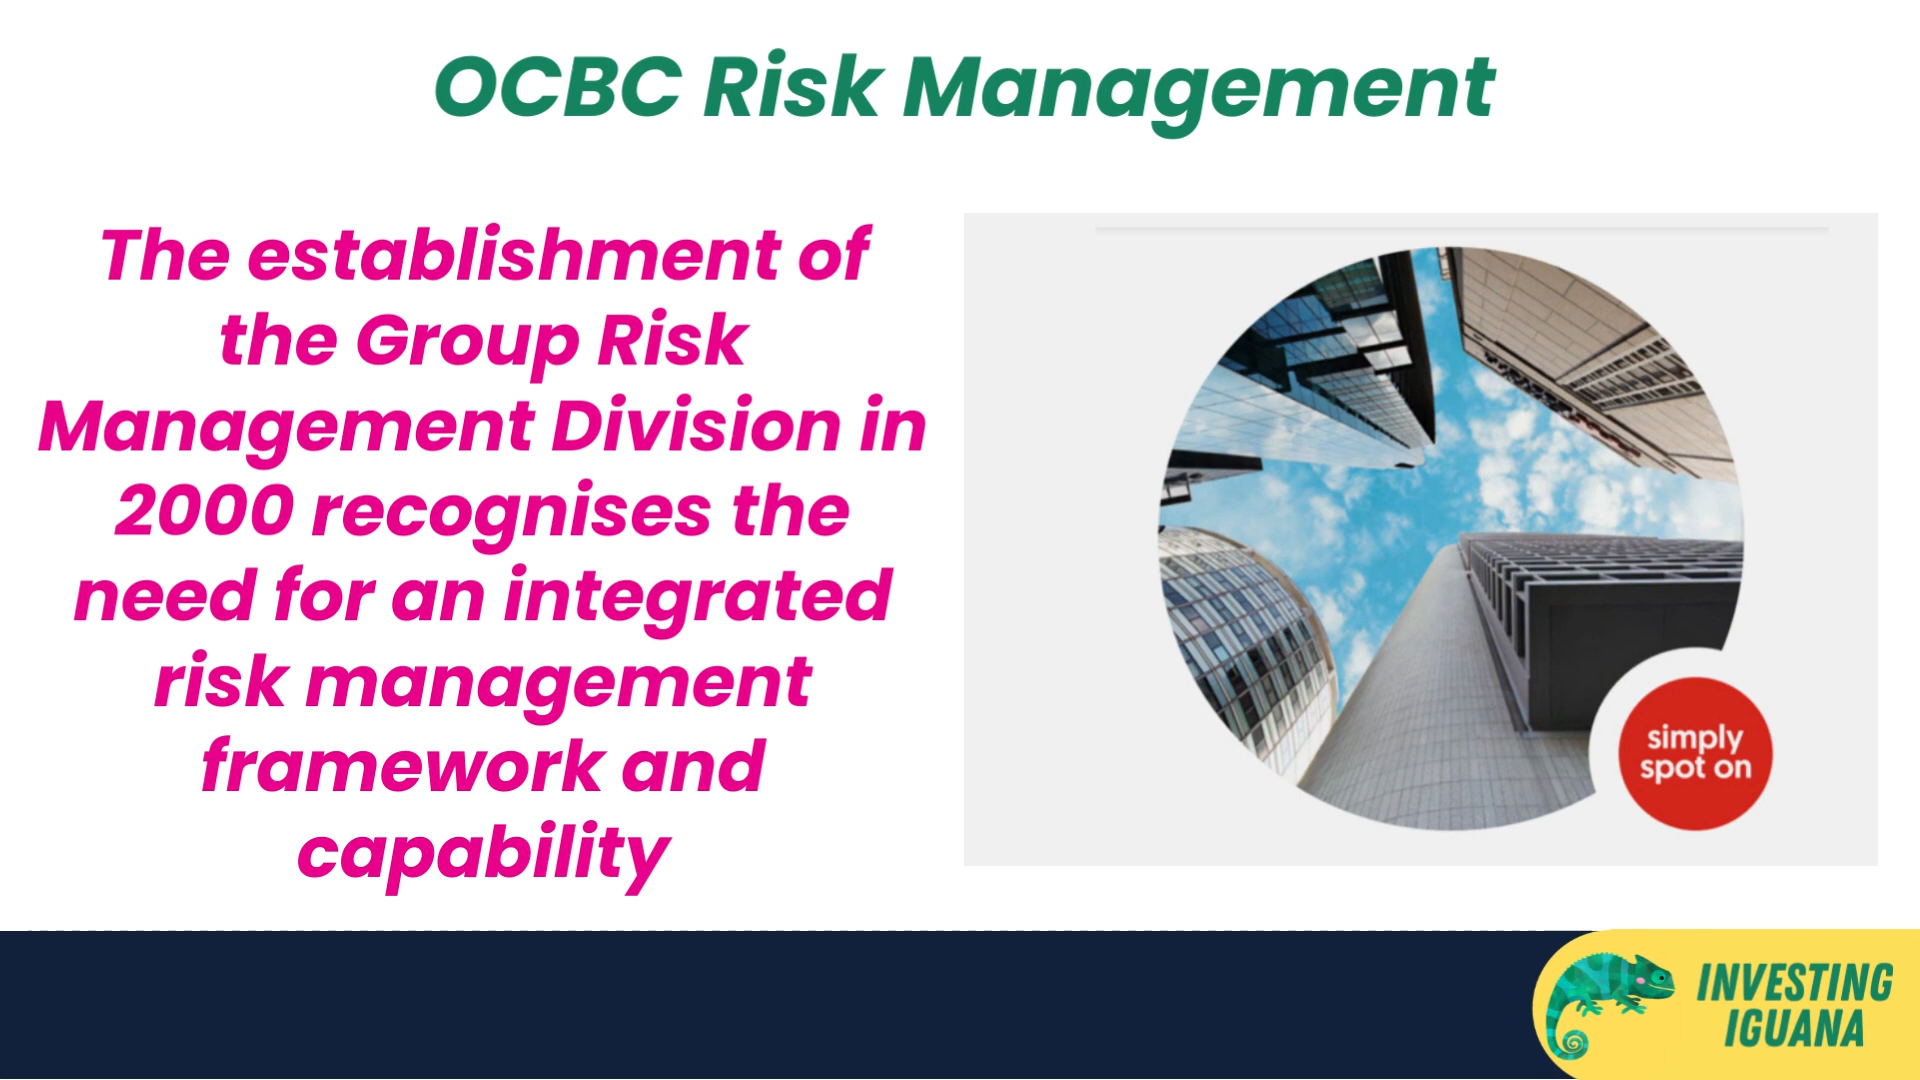 OCBC Risk Management
The establishment of
the Group Risk
Management Division in
2000 recognises the
need for an integrated
risk management
framework and
capability
simply
spot on
INVESTING
IGUANA